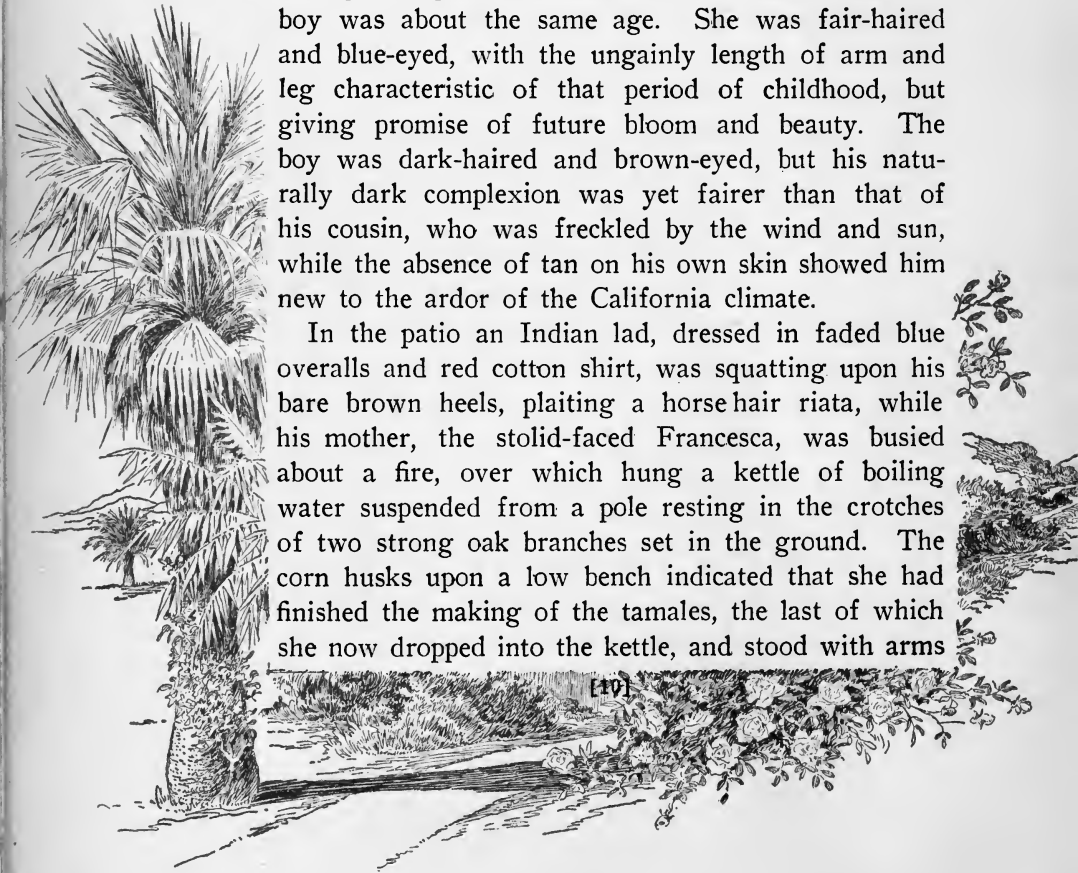 boy was about the same age. She was fair-haired
and blue-eyed, with the ungainly length of arm and
leg characteristic of that period of childhood, but
giving promise of future bloom and beauty. The
boy was dark-haired and brown-eyed, but his natu-
rally dark complexion was yet fairer than that of
his cousin, who was freckled by the wind and sun,
while the absence of tan on his own skin showed him
new to the ardor of the California climate.
In the patio an Indian lad, dressed in faded blue
overalls and red cotton shirt, was squatting upon his
bare brown heels, plaiting a horsehair riata, while
his mother, the stolid-faced Francesca, was busied
about a fire, over which hung a kettle of boiling
water suspended from a pole resting in the crotches
of two strong oak branches set in the ground. The
corn husks upon a low bench indicated that she had
finished the making of the tamales, the last of which
she now dropped into the kettle, and stood with arms
[10]